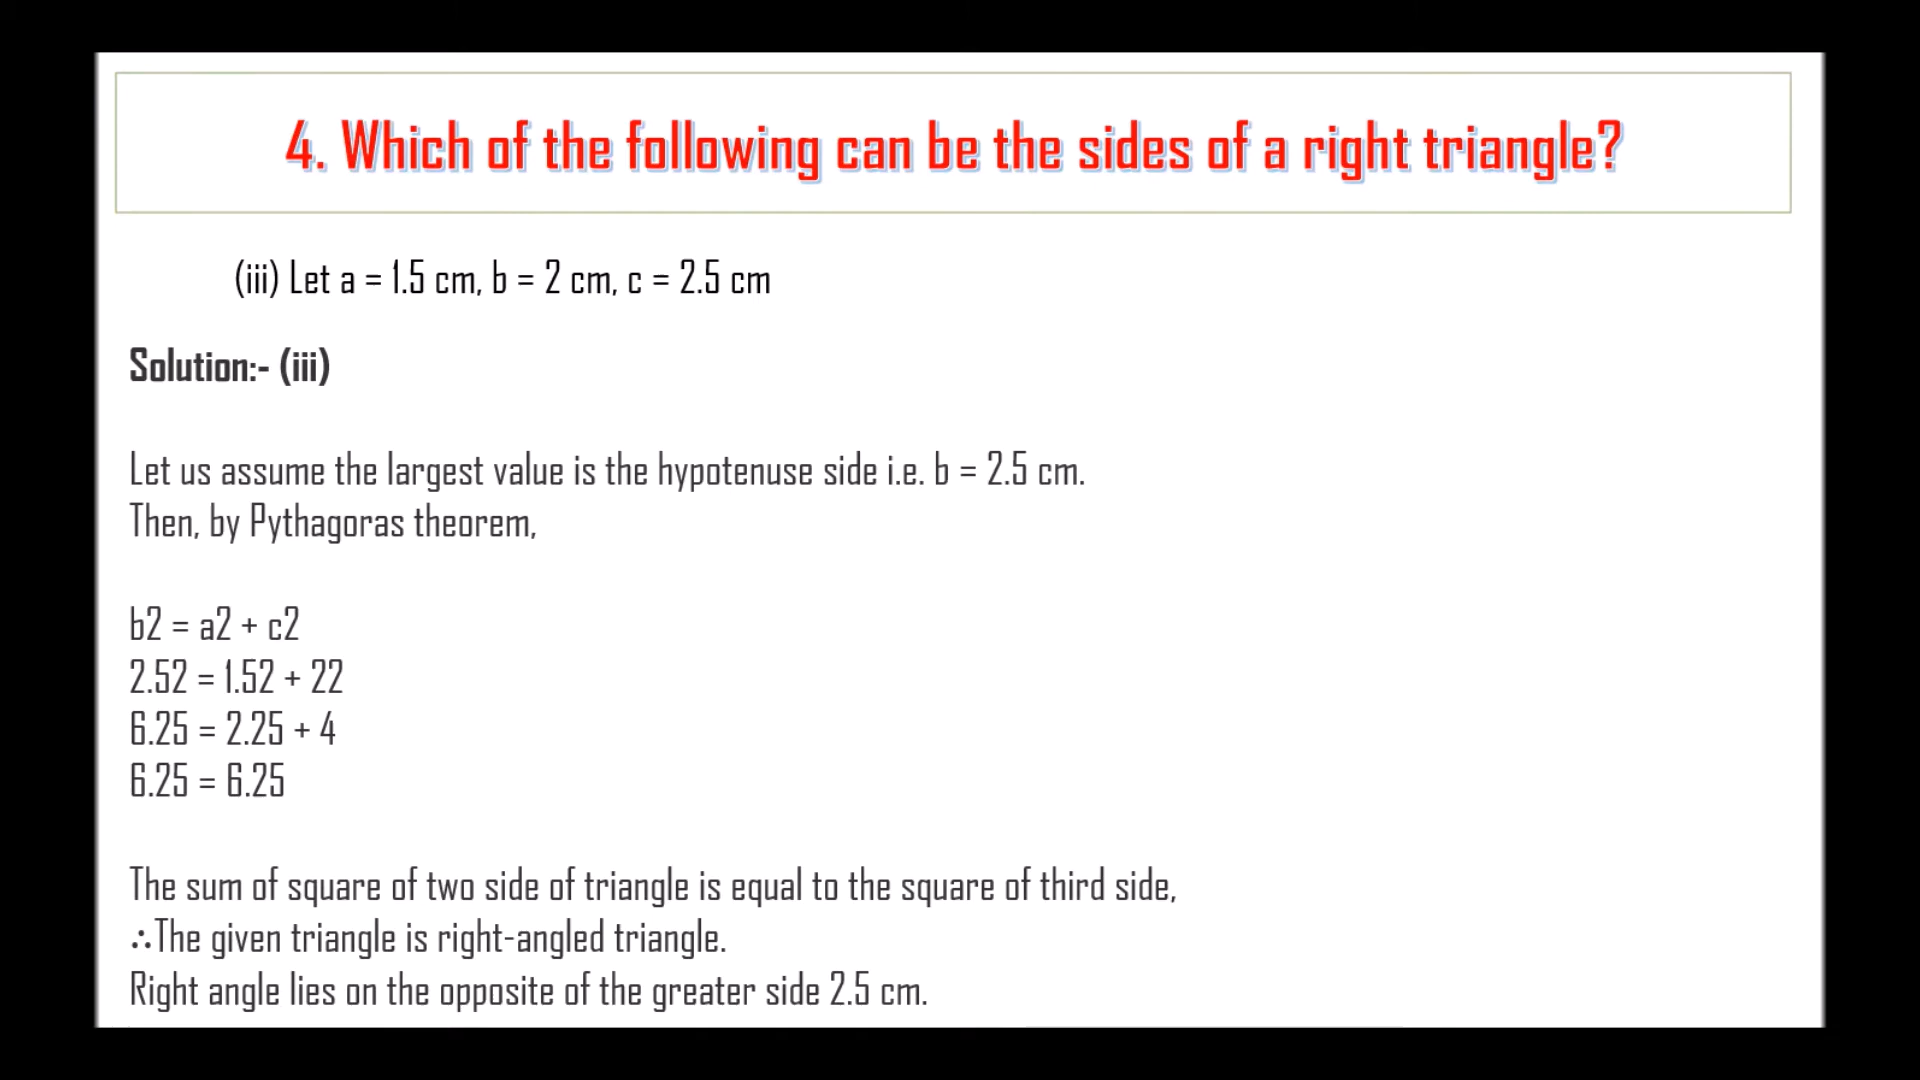 4. Which of the following can be the sides of a right triangle?
(iii) Let a = 1.5 cm, b = 2 cm, c = 2.5 cm
Solution:- (iii)
Let us assume the largest value is the hypotenuse side i.e. b = 2.5 cm.
Then, by Pythagoras theorem,
b2 = a2 + c2
2.52 = 1.52 + 22
6.25 = 2.25 + 4
6.25 = 6.25
The sum of square of two side of triangle is equal to the square of third side,
∴The given triangle is right-angled triangle.
Right angle lies on the opposite of the greater side 2.5 cm.